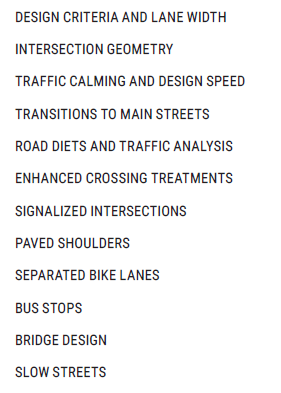 DESIGN CRITERIA AND LANE WIDTH
INTERSECTION GEOMETRY
TRAFFIC CALMING AND DESIGN SPEED
TRANSITIONS TO MAIN STREETS
ROAD DIETS AND TRAFFIC ANALYSIS
ENHANCED CROSSING TREATMENTS
SIGNALIZED INTERSECTIONS
PAVED SHOULDERS
SEPARATED BIKE LANES
BUS STOPS
BRIDGE DESIGN
SLOW STREETS